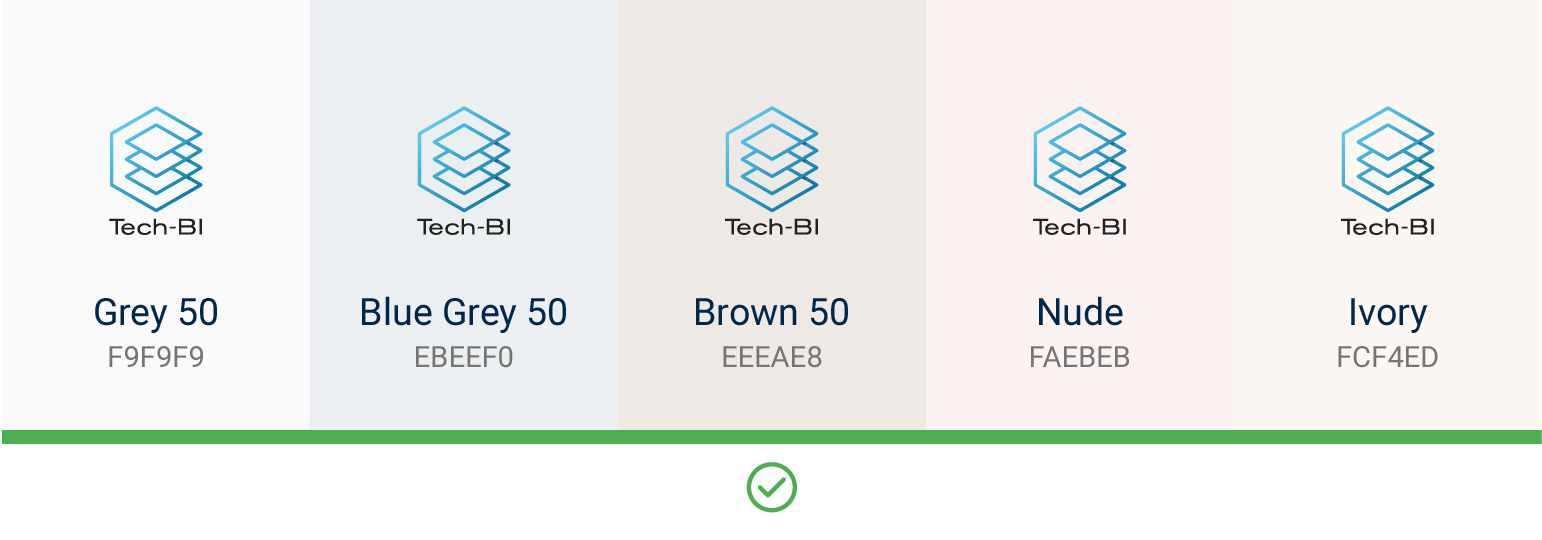 Tech-BI Tech-BI Tech-BI Tech-BI Tech-BI
Grey 50 Blue Grey 50 Brown 50 Nude Ivory
F9F9F9 EBEEF0 EEEAE8 FAEBEB FCF4ED